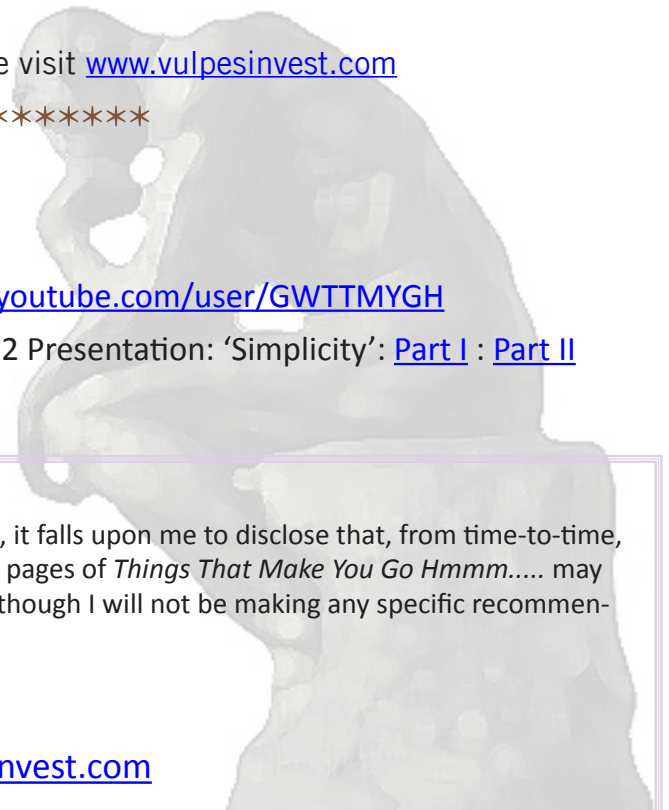 e visit www.vulpesinvest.com
*******
youtube.com/user/GWTTMYGH
2 Presentation: ‘Simplicity’: Part I : Part II
, it falls upon me to disclose that, from time-to-time,
pages of Things That Make You Go Hmmm..... may
though I will not be making any specific recommen-
nvest.com